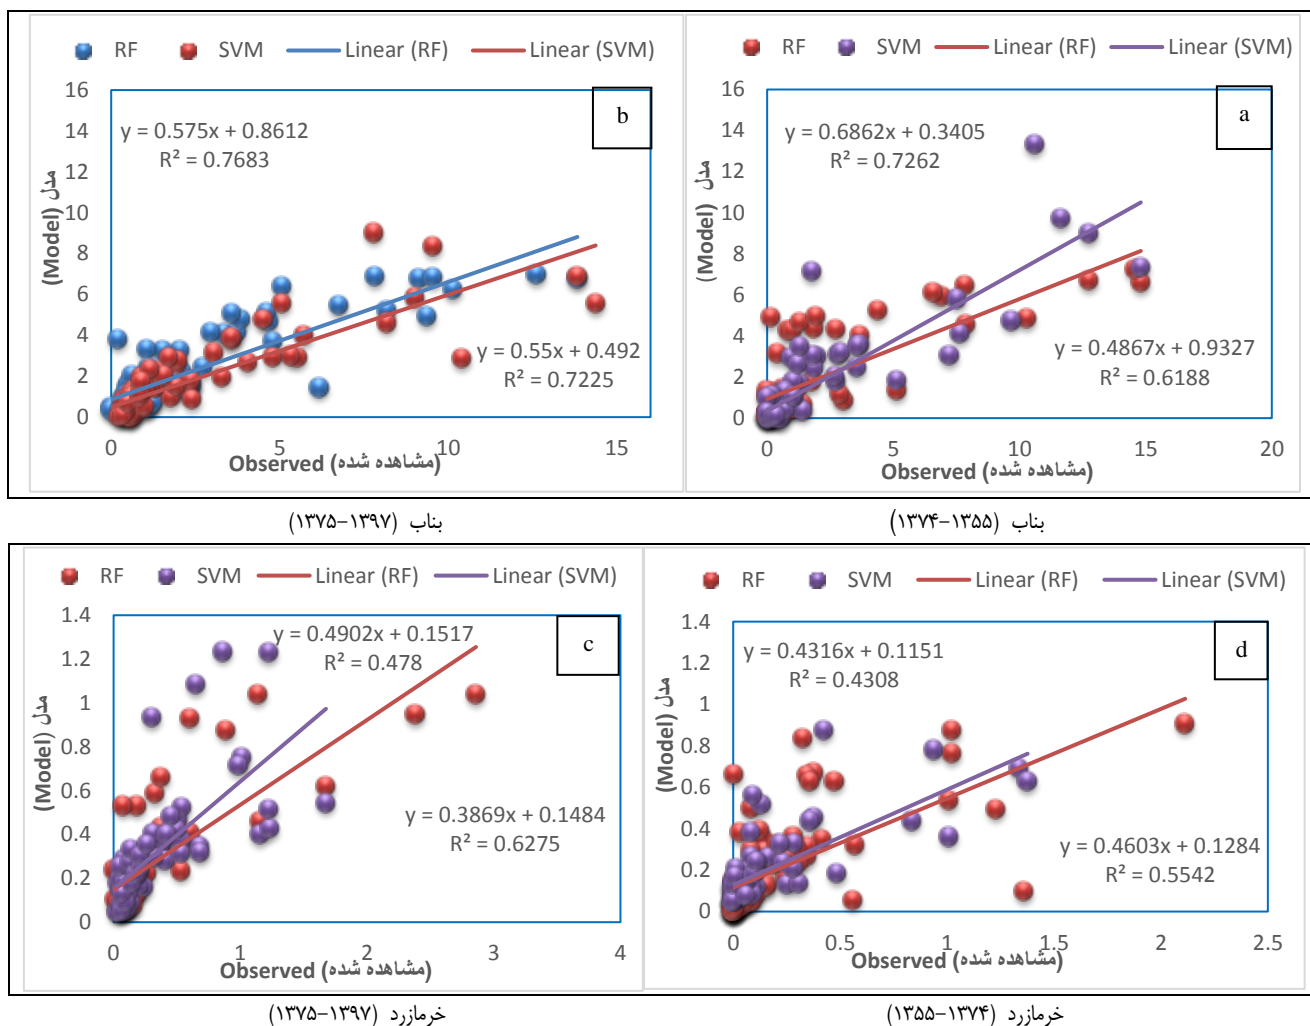 RF SVM Linear (RF) Linear (SVM)
b
y = 0.575x + 0.8612
R² = 0.7683
y = 0.55x + 0.492
R² = 0.7225
16
14
12
10
8
6
4
2
0
0 5 10 15
مدل (Model)
Observed (مشاهده شده)
RF SVM Linear (RF) Linear (SVM)
a
y = 0.6862x + 0.3405
R² = 0.7262
y = 0.4867x + 0.9327
R² = 0.6188
16
14
12
10
8
6
4
2
0
0 5 10 15 20
مدل (Model)
Observed (مشاهده شده)
بناب (۱۳۷۵-۱۳۹۷)
بناب (۱۳۵۵-۱۳۷۴)
RF SVM Linear (RF) Linear (SVM)
c
y = 0.4902x + 0.1517
R² = 0.478
y = 0.3869x + 0.1484
R² = 0.6275
1.4
1.2
1
0.8
0.6
0.4
0.2
0
0 1 2 3 4
مدل (Model)
Observed (مشاهده شده)
RF SVM Linear (RF) Linear (SVM)
d
y = 0.4316x + 0.1151
R² = 0.4308
y = 0.4603x + 0.1284
R² = 0.5542
1.4
1.2
1
0.8
0.6
0.4
0.2
0
0 0.5 1 1.5 2 2.5
مدل (Model)
Observed (مشاهده شده)
خرمازرد (۱۳۷۵-۱۳۹۷)
خرمازرد (۱۳۵۵-۱۳۷۴)